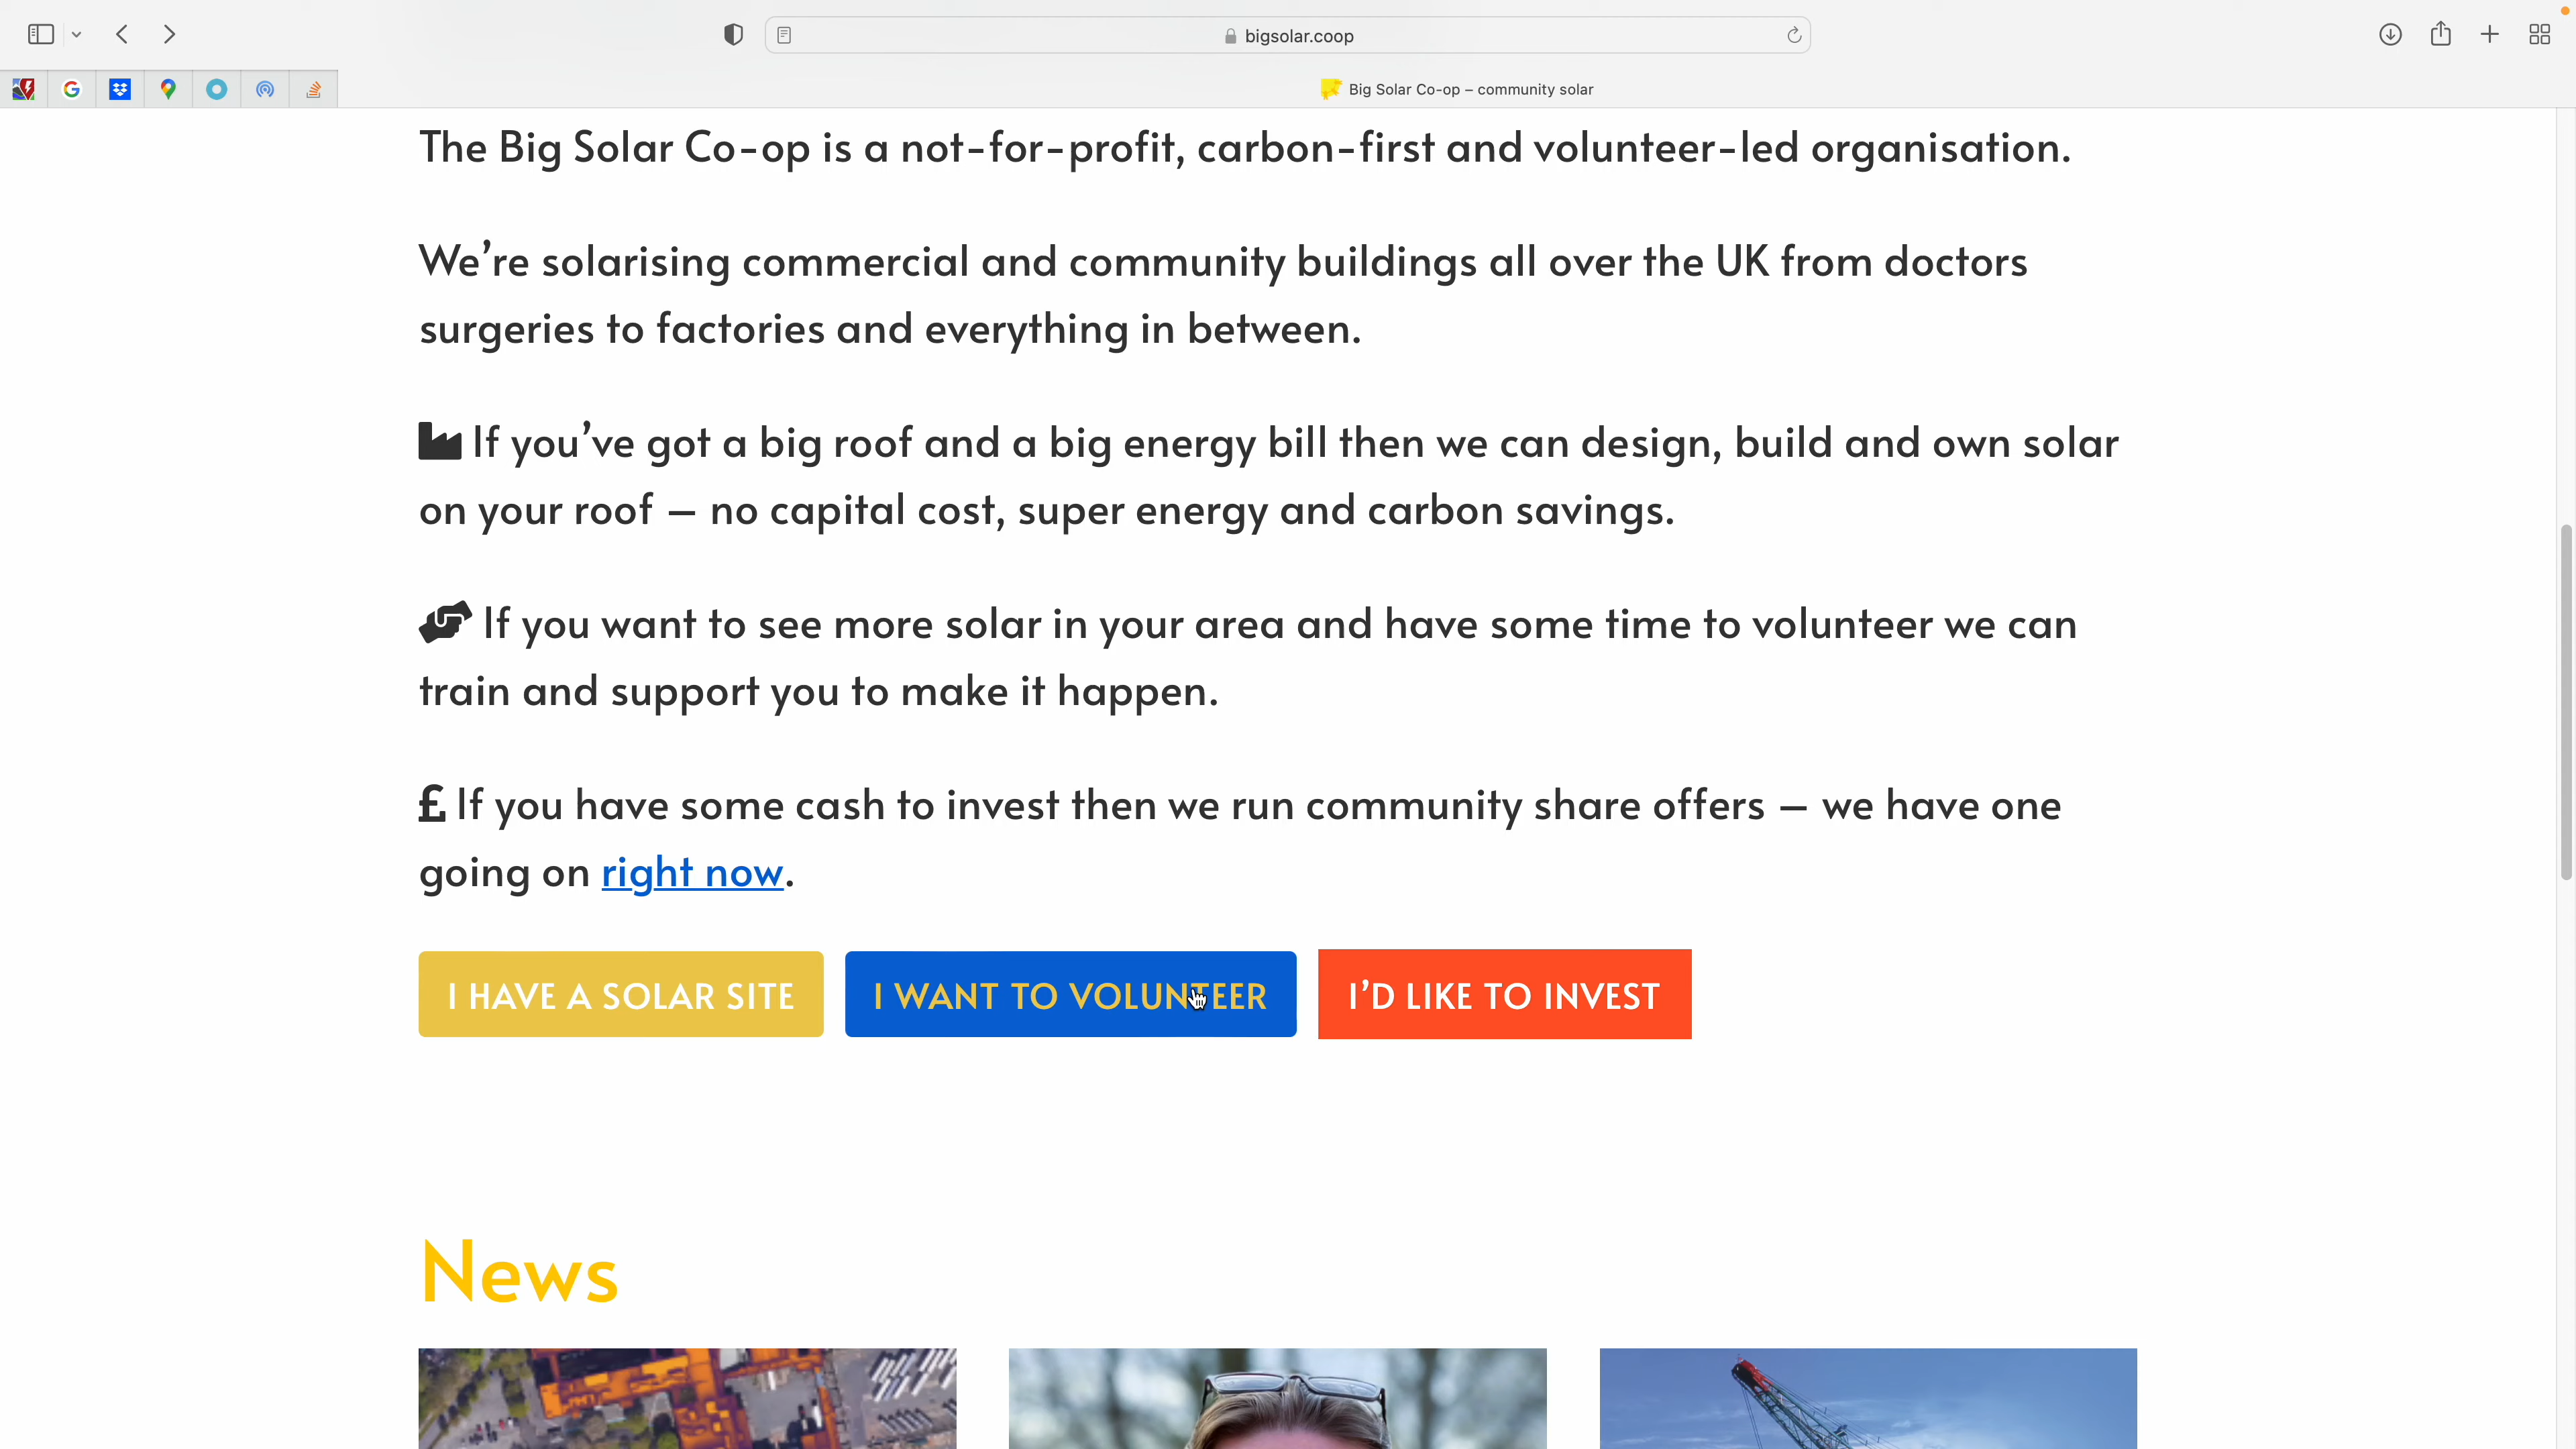 bigsolar.coop
Big Solar Co-op – community solar
The Big Solar Co-op is a not-for-profit, carbon-first and volunteer-led organisation.
We’re solarising commercial and community buildings all over the UK from doctors
surgeries to factories and everything in between.
If you’ve got a big roof and a big energy bill then we can design, build and own solar
on your roof – no capital cost, super energy and carbon savings.
If you want to see more solar in your area and have some time to volunteer we can
train and support you to make it happen.
£ If you have some cash to invest then we run community share offers – we have one
going on right now.
I HAVE A SOLAR SITE
I WANT TO VOLUNTEER
I’D LIKE TO INVEST
News